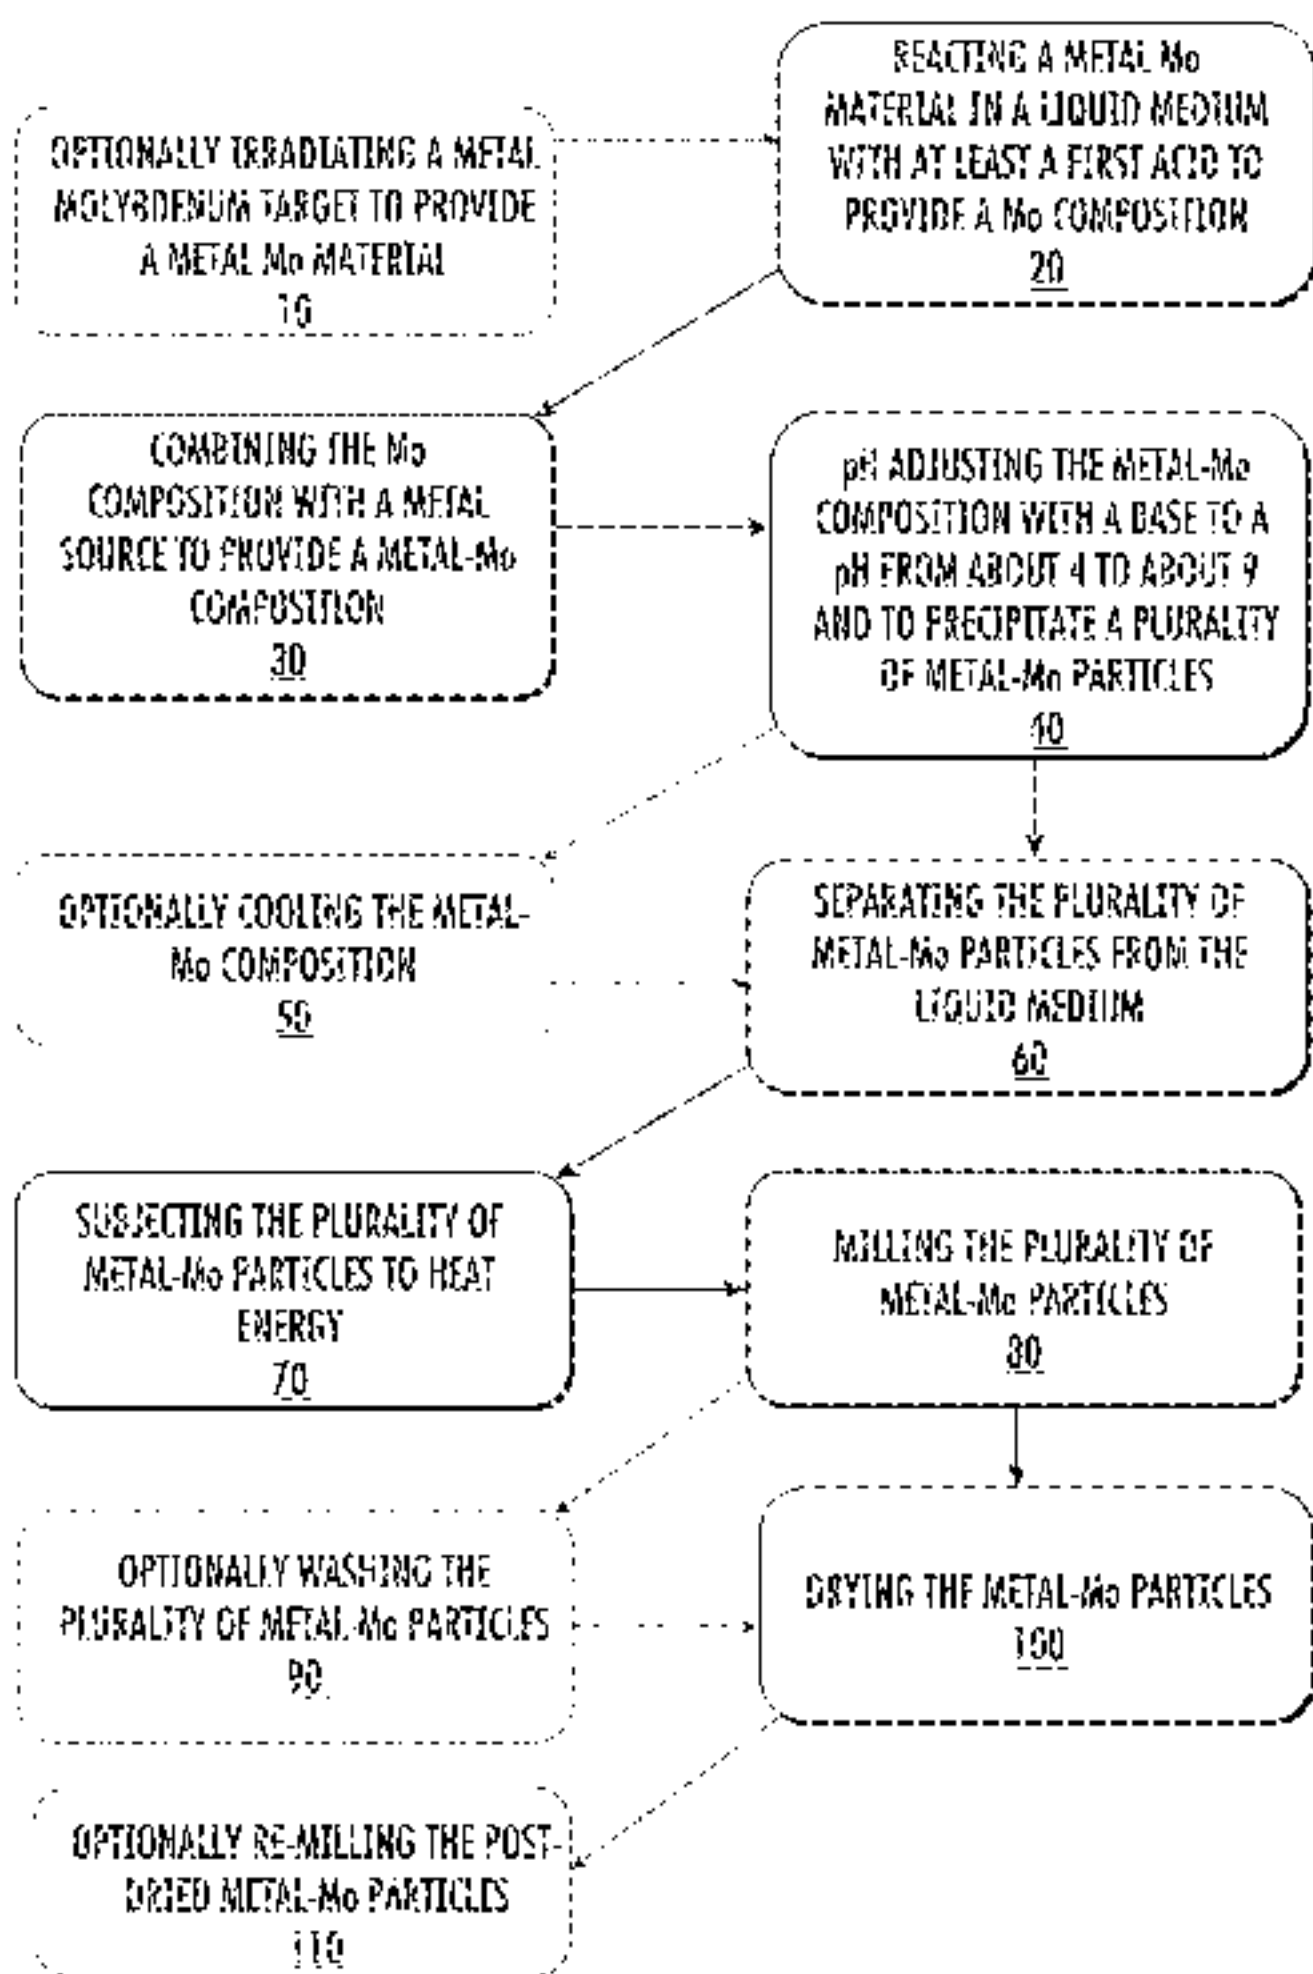 OPTIONALLY IRRADIATING A METAL
MOLYBDENUM TARGET TO PROVIDE
A METAL Mo MATERIAL
10
REACTING A METAL Mo
MATERIAL IN A LIQUID MEDIUM
WITH AT LEAST A FIRST ACID TO
PROVIDE A Mo COMPOSITION
20
COMBINING THE Mo
COMPOSITION WITH A METAL
SOURCE TO PROVIDE A METAL-Mo
COMPOSITION
30
pH ADJUSTING THE METAL-Mo
COMPOSITION WITH A BASE TO A
pH FROM ABOUT 4 TO ABOUT 9
AND TO PRECIPITATE A PLURALITY
OF METAL-Mo PARTICLES
40
OPTIONALLY COOLING THE METAL-
Mo COMPOSITION
50
SEPARATING THE PLURALITY OF
METAL-Mo PARTICLES FROM THE
LIQUID MEDIUM
60
SUBJECTING THE PLURALITY OF
METAL-Mo PARTICLES TO HEAT
ENERGY
70
MILLING THE PLURALITY OF
METAL-Mo PARTICLES
80
OPTIONALLY WASHING THE
PLURALITY OF METAL-Mo PARTICLES
90
DRYING THE METAL-Mo PARTICLES
100
OPTIONALLY RE-MILLING THE POST-
DRIED METAL-Mo PARTICLES
110